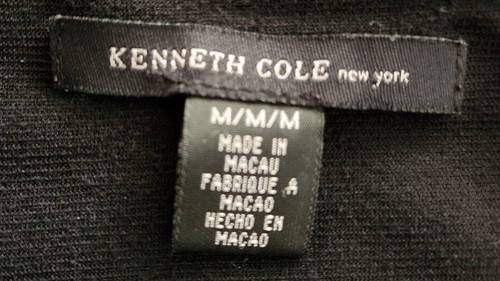 KENNETH COLE new york
M/M/M
MADE IN
MACAU
FABRIQUE A
MACAO
HECHO EN
MACAO